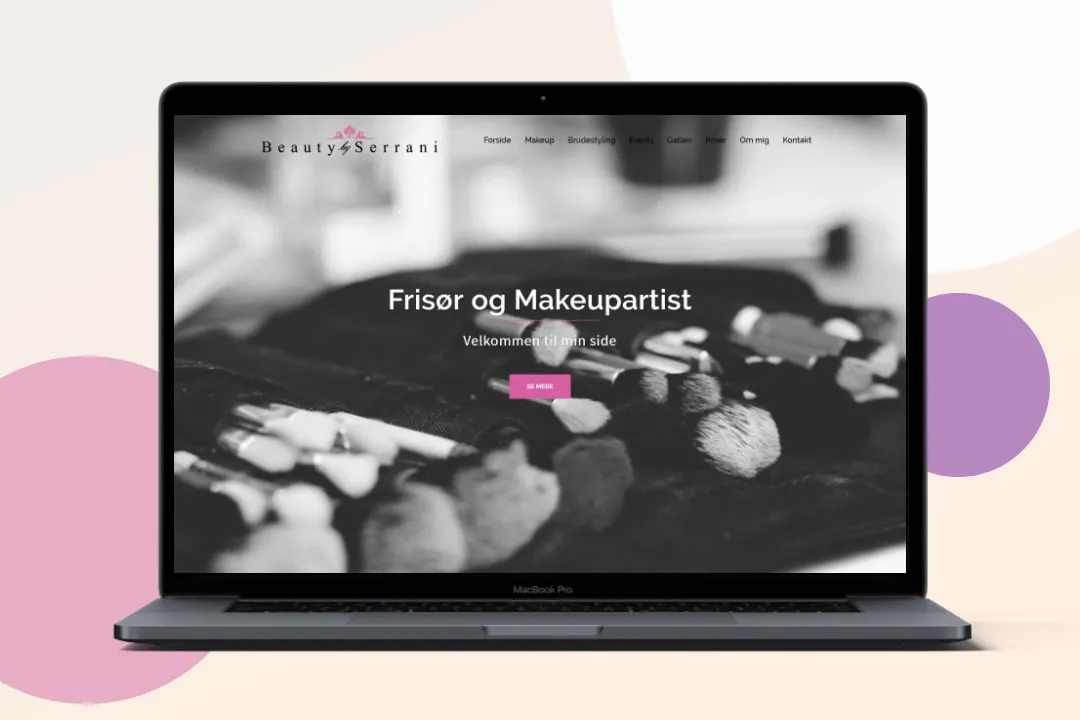 Beauty by Serrani
Forside Makeup Brudestyling Events Galleri Priser Om mig Kontakt
Frisør og Makeupartist
Velkommen til min side
SE MERE
MacBook Pro